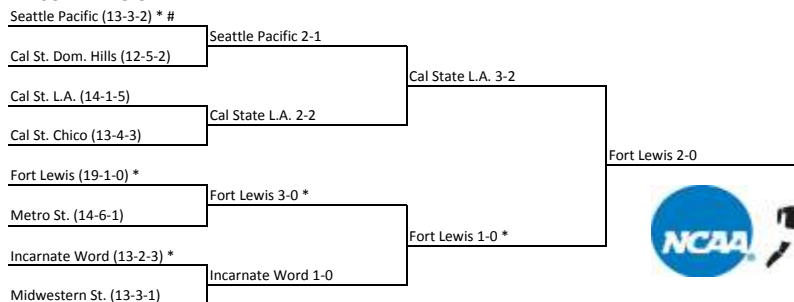 Seattle Pacific (13-3-2) * #
Seattle Pacific 2-1
Cal St. Dom. Hills (12-5-2)
Cal State L.A. 3-2
Cal St. L.A. (14-1-5)
Cal State L.A. 2-2
Cal St. Chico (13-4-3)
Fort Lewis 2-0
Fort Lewis (19-1-0) *
Fort Lewis 3-0 *
Metro St. (14-6-1)
Fort Lewis 1-0 *
Incarnate Word (13-2-3) *
Incarnate Word 1-0
Midwestern St. (13-3-1)
NCAA